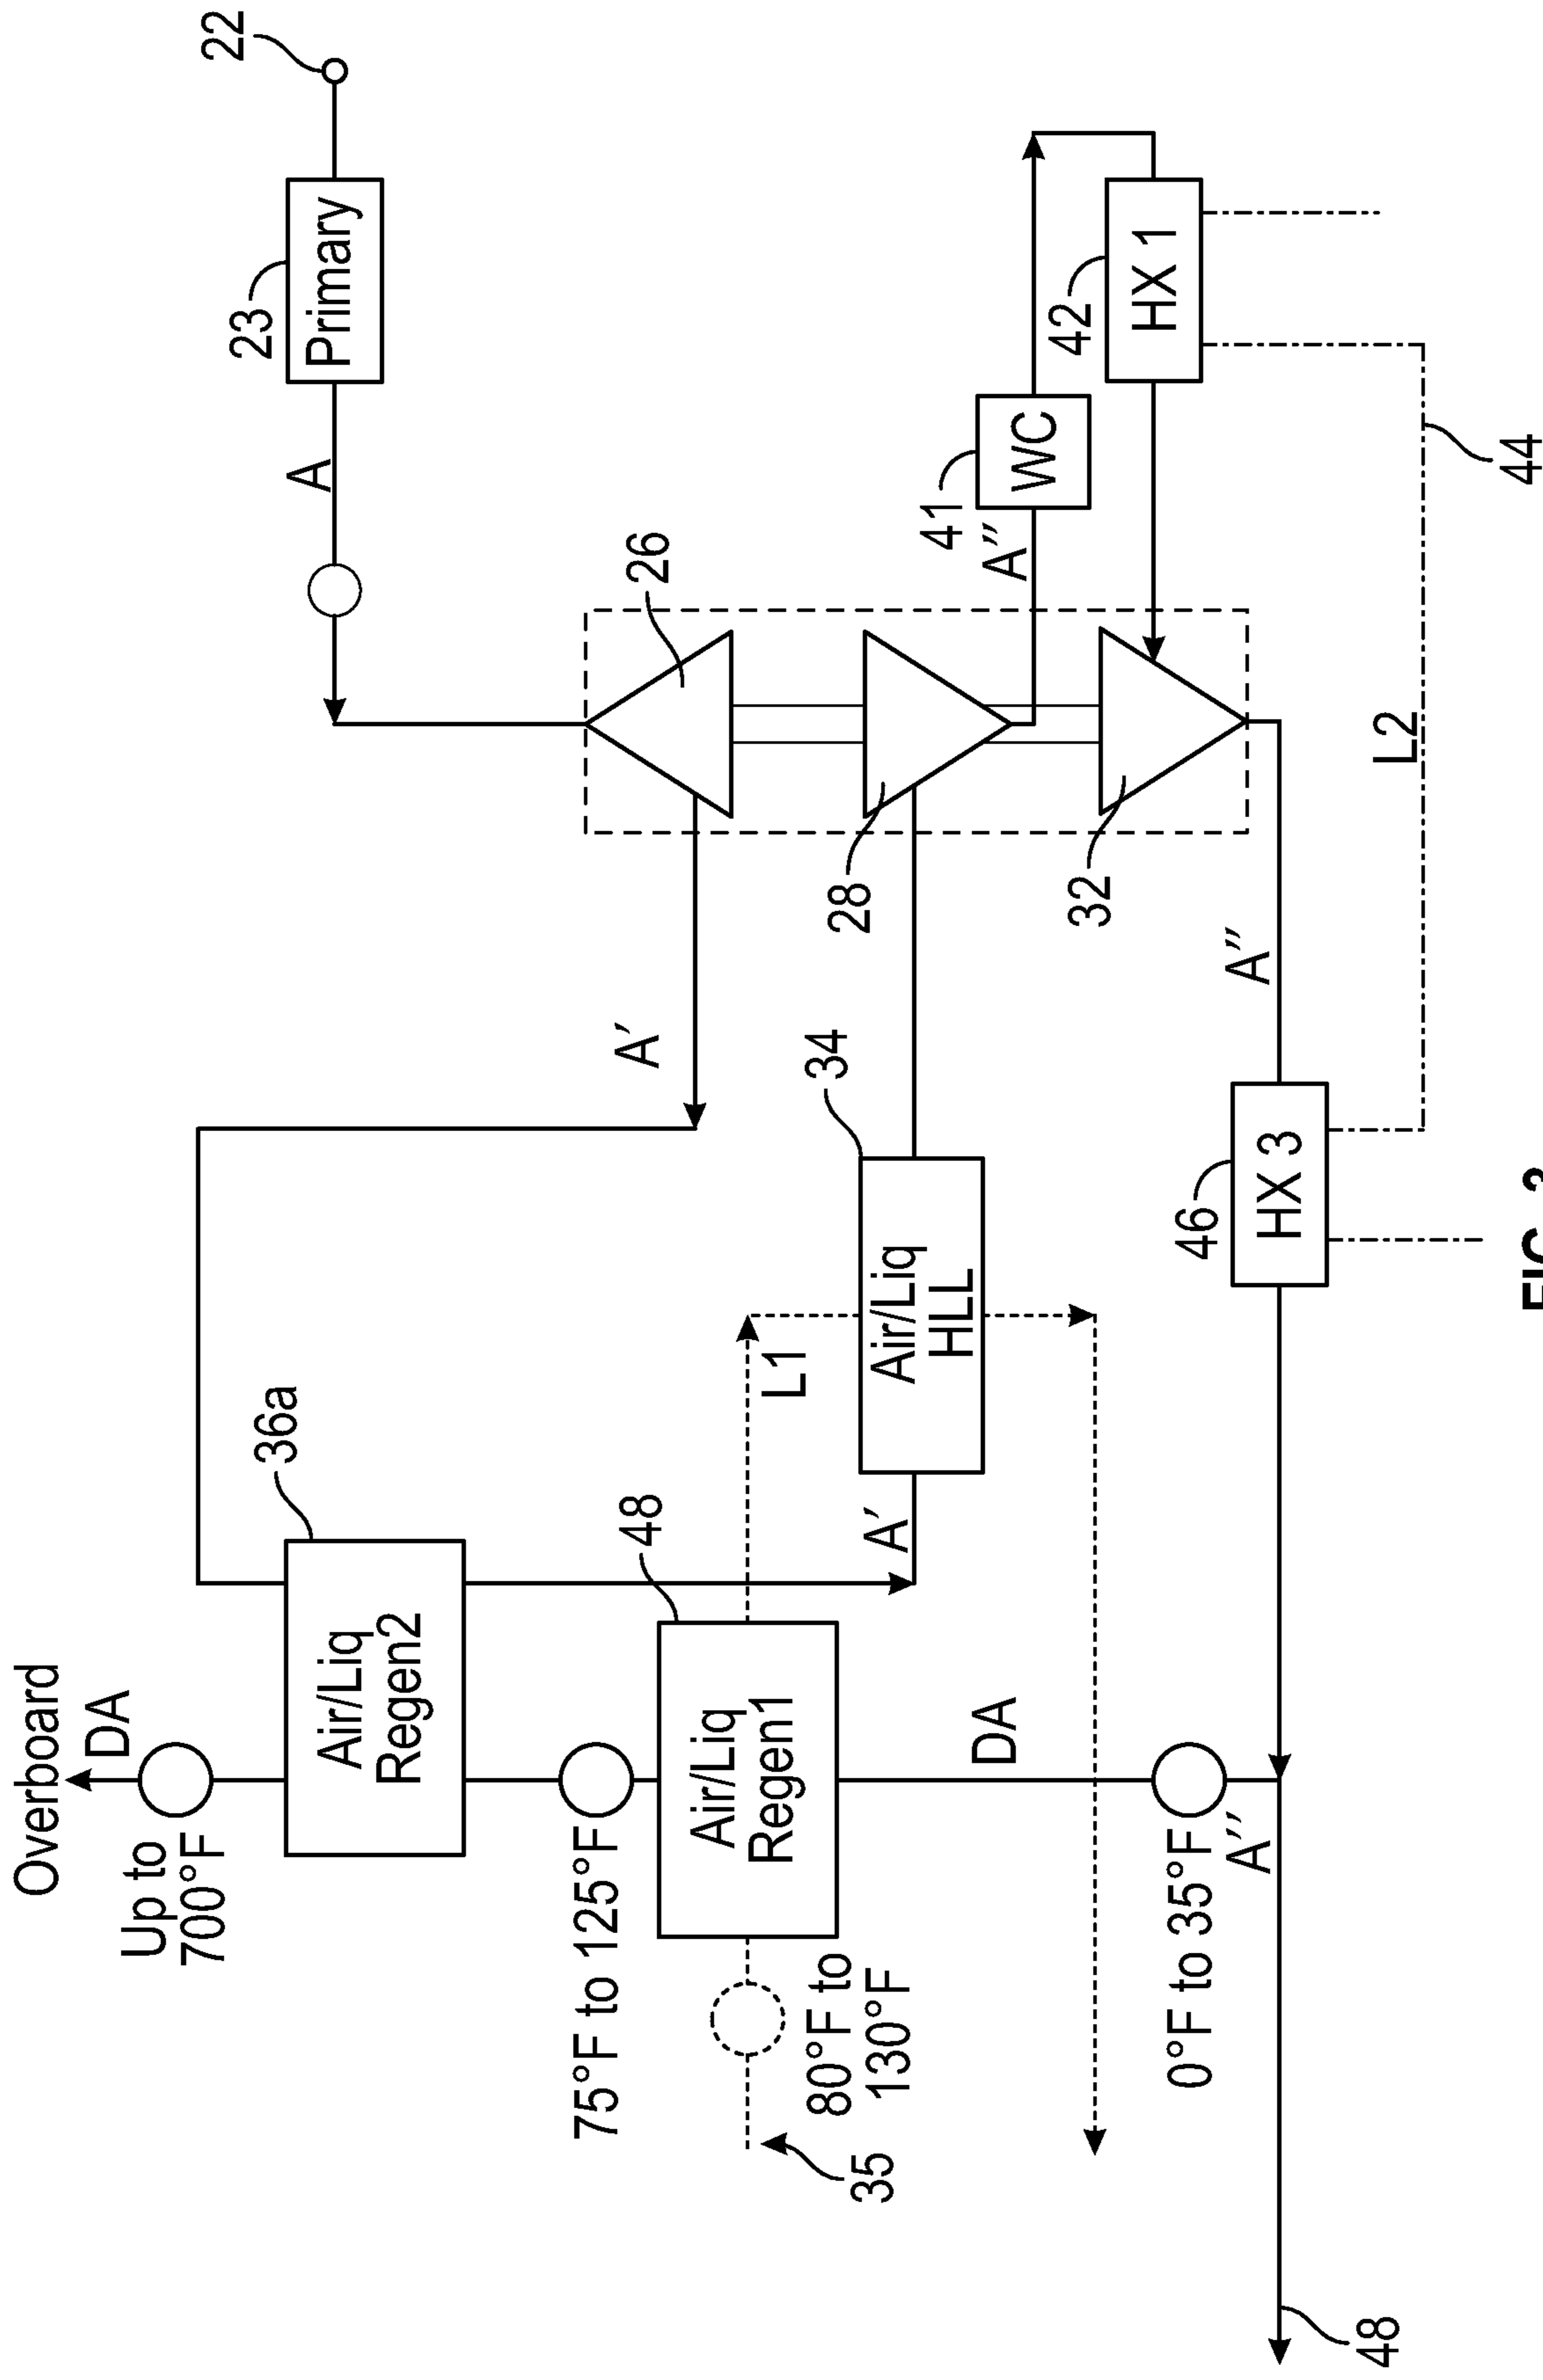 Overboard
DA
Up to
700°F
36a
Air/Liq
Regen2
75°F to 125°F
48
Air/Liq
Regen1
80°F to
130°F
35
L1
DA
0°F to 35°F
A''
48
22
23
Primary
A
26
A'
28
32
34
Air/Liq
HLL
A'
41
A''
WC
42
HX 1
44
L2
A''
46
HX 3